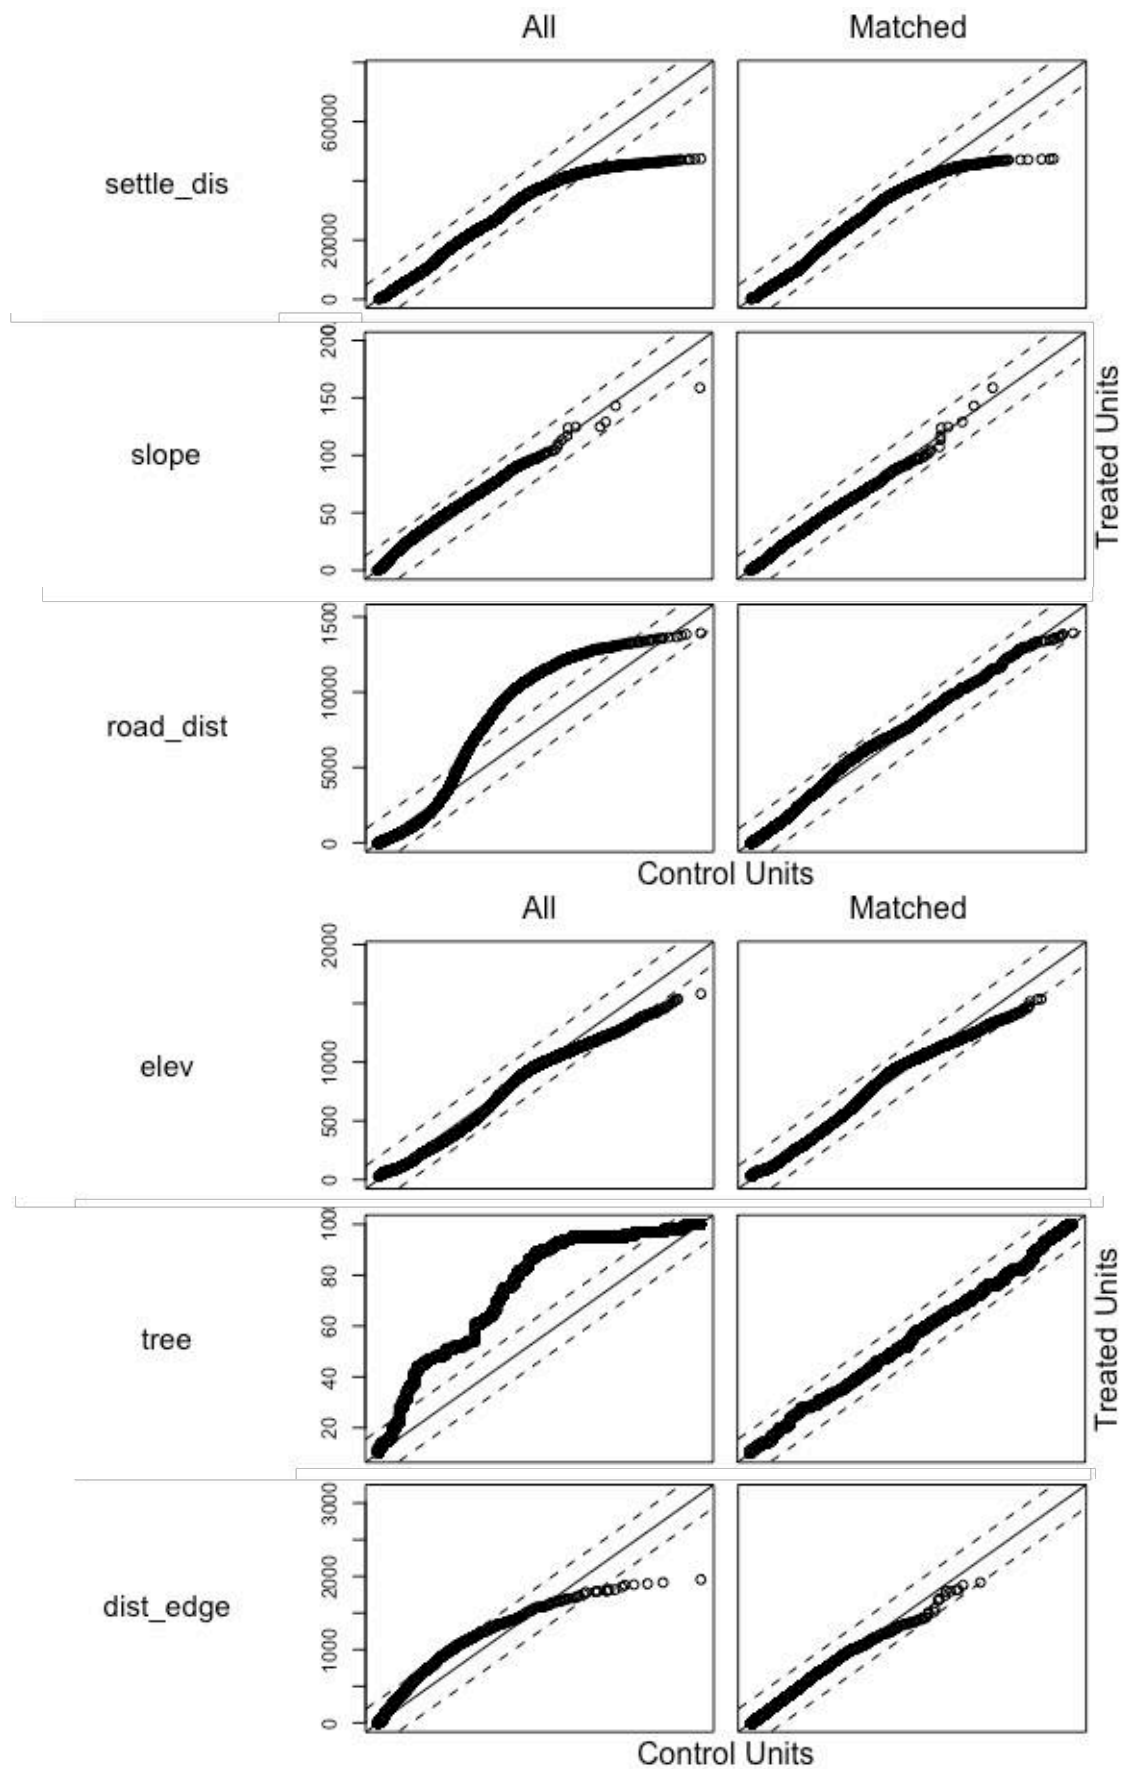 All Matched
settle_dis
0 20000 60000
slope
0 50 100 150 200
Treated Units
road_dist
0 5000 10000 1500
Control Units
All Matched
elev
0 500 1000 2000
tree
20 40 60 80 100
Treated Units
dist_edge
0 1000 2000 3000
Control Units